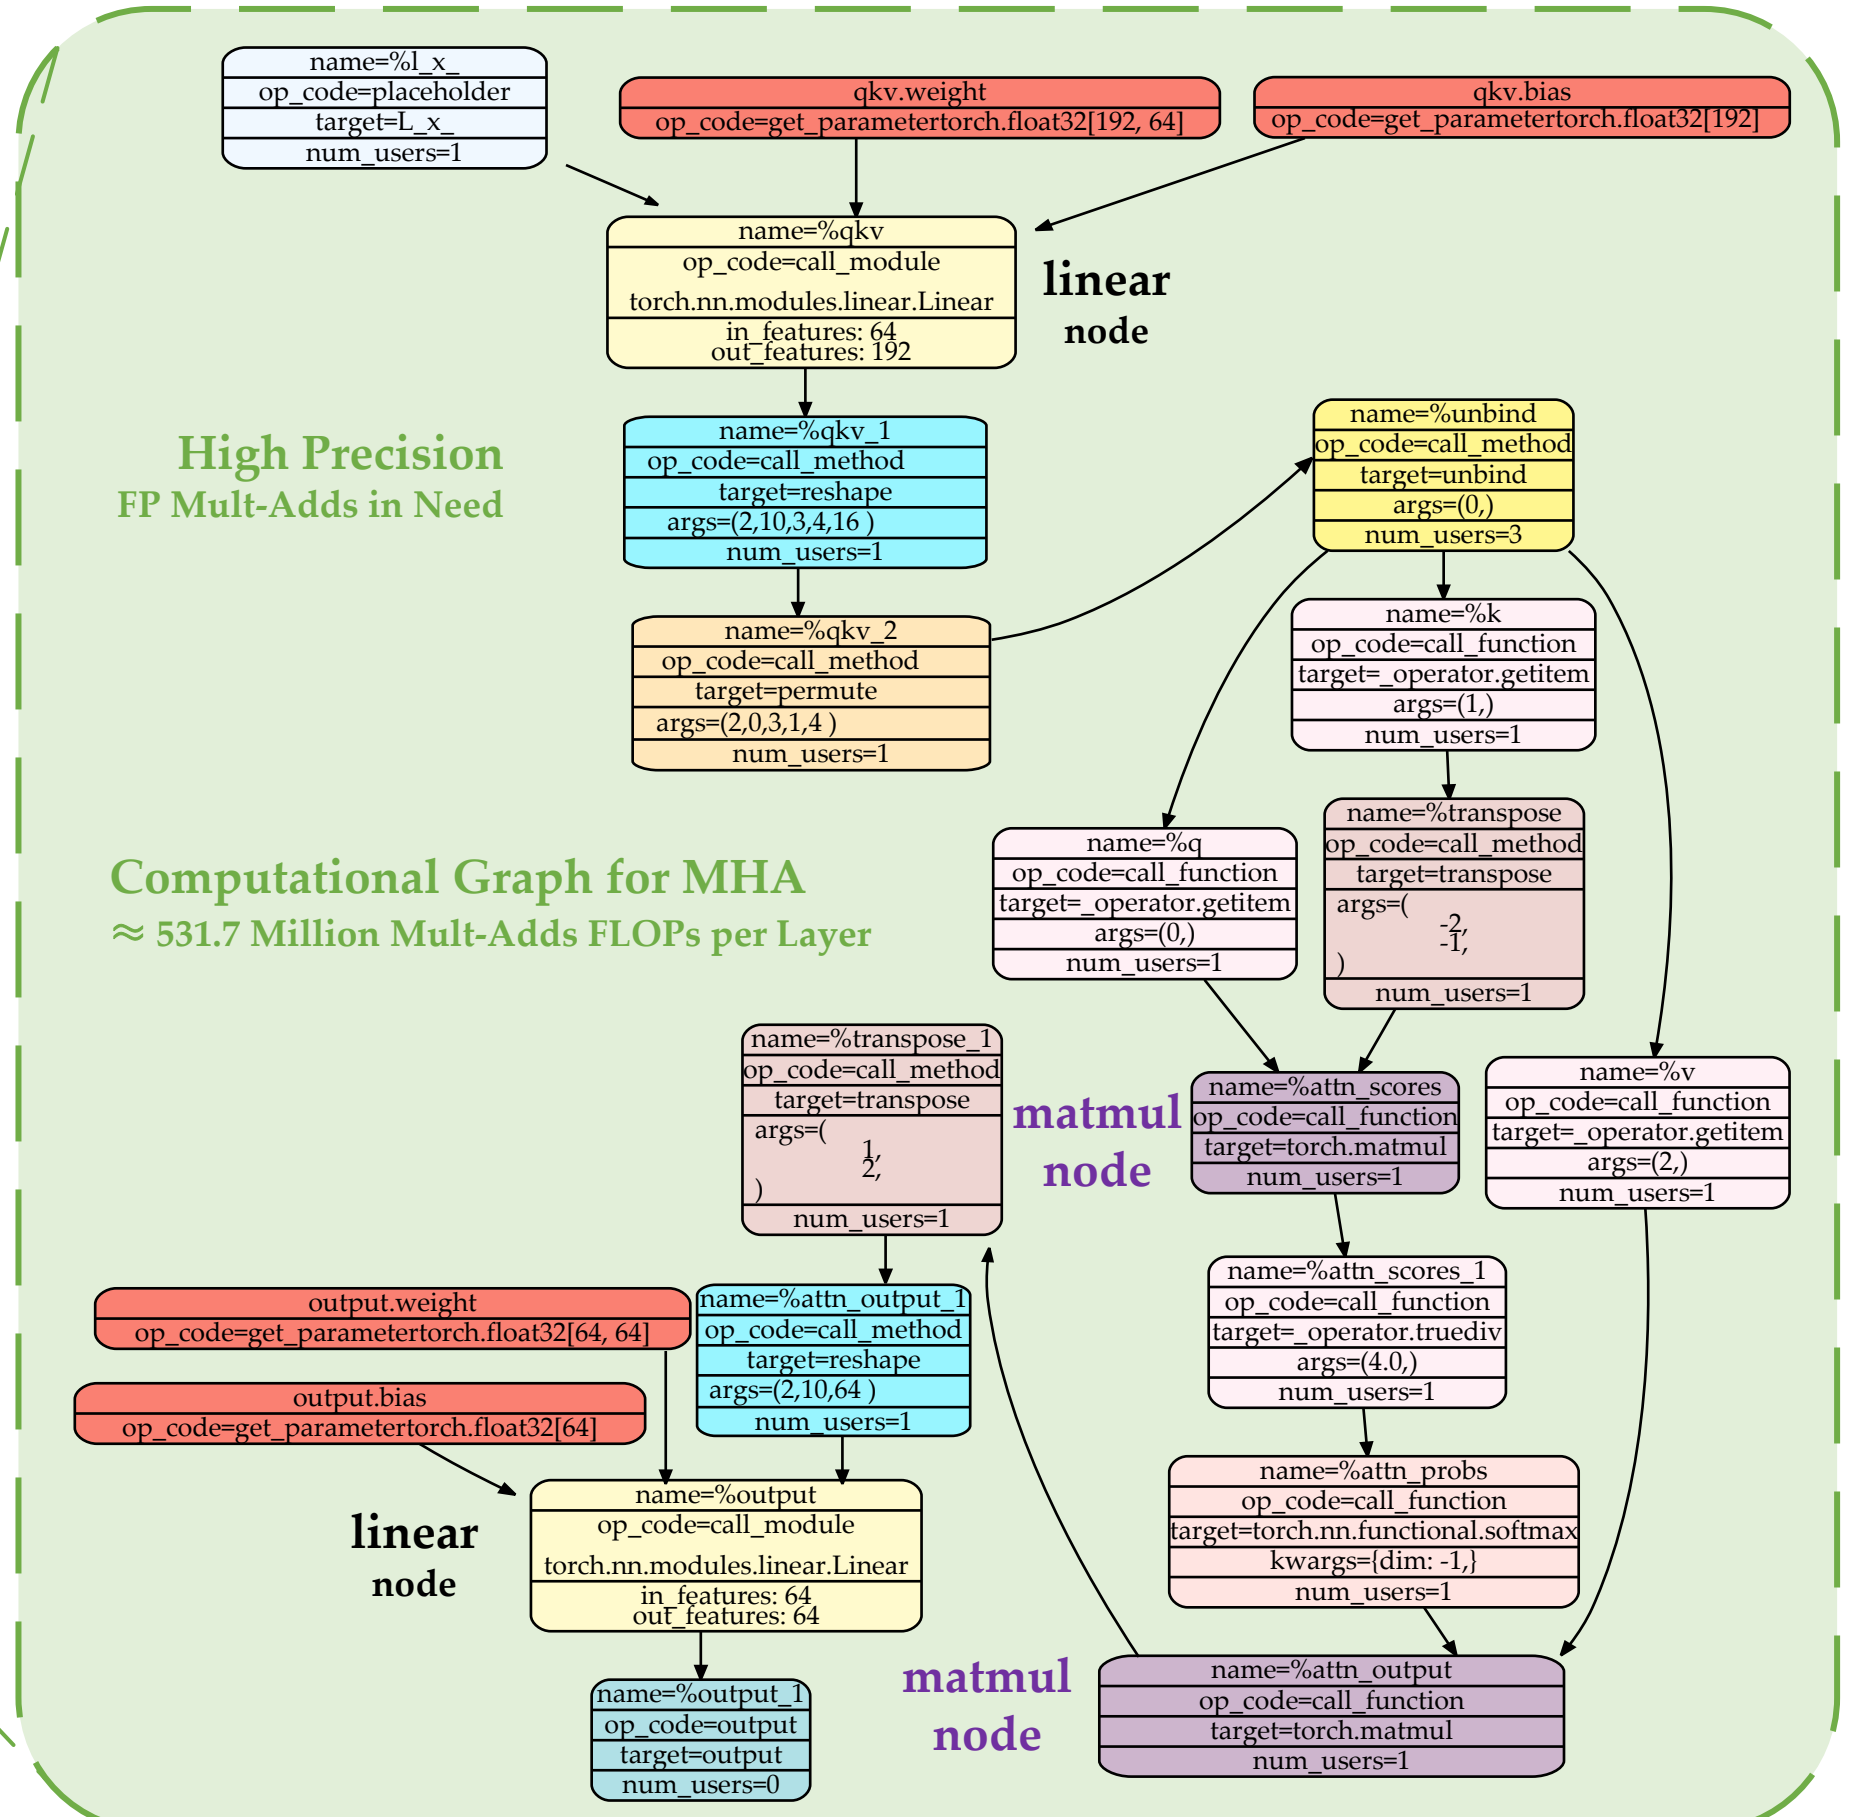 name=%l_x_
op_code=placeholder
target=L_x_
num_users=1
qkv.weight
op_code=get_parametertorch.float32[192, 64]
qkv.bias
op_code=get_parametertorch.float32[192]
name=%qkv
op_code=call_module
torch.nn.modules.linear.Linear
in_features: 64
out_features: 192
linear
node
High Precision
FP Mult-Adds in Need
name=%qkv_1
op_code=call_method
target=reshape
args=(2,10,3,4,16 )
num_users=1
name=%unbind
op_code=call_method
target=unbind
args=(0,)
num_users=3
name=%qkv_2
op_code=call_method
target=permute
args=(2,0,3,1,4 )
num_users=1
name=%k
op_code=call_function
target=_operator.getitem
args=(1,)
num_users=1
Computational Graph for MHA
≈ 531.7 Million Mult-Adds FLOPs per Layer
name=%q
op_code=call_function
target=_operator.getitem
args=(0,)
num_users=1
name=%transpose
op_code=call_method
target=transpose
args=(
-2,
-1,
)
num_users=1
name=%transpose_1
op_code=call_method
target=transpose
args=(
1,
2,
)
num_users=1
matmul
node
name=%attn_scores
op_code=call_function
target=torch.matmul
num_users=1
name=%v
op_code=call_function
target=_operator.getitem
args=(2,)
num_users=1
output.weight
op_code=get_parametertorch.float32[64, 64]
name=%attn_output_1
op_code=call_method
target=reshape
args=(2,10,64 )
num_users=1
name=%attn_scores_1
op_code=call_function
target=_operator.truediv
args=(4.0,)
num_users=1
output.bias
op_code=get_parametertorch.float32[64]
name=%attn_probs
op_code=call_function
target=torch.nn.functional.softmax
kwargs={dim: -1,}
num_users=1
linear
node
name=%output
op_code=call_module
torch.nn.modules.linear.Linear
in_features: 64
out_features: 64
matmul
node
name=%attn_output
op_code=call_function
target=torch.matmul
num_users=1
name=%output_1
op_code=output
target=output
num_users=0